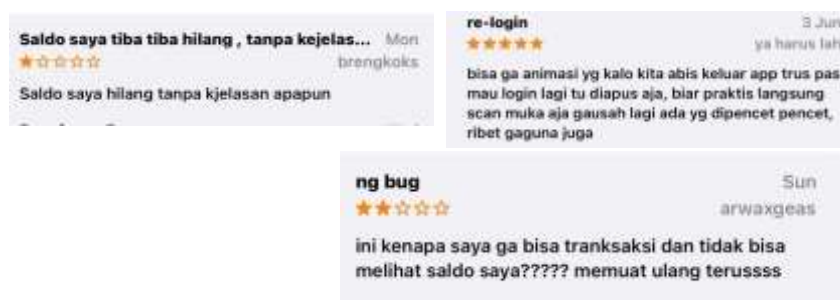 Saldo saya tiba tiba hilang , tanpa kejelas... Mon
brengkoks
Saldo saya hilang tanpa kjelasan apapun
re-login 3 Jun
ya harus lah
bisa ga animasi yg kalo kita abis keluar app trus pas
mau login lagi tu diapus aja, biar praktis langsung
scan muka aja gausah lagi ada yg dipencet pencet,
ribet gaguna juga
ng bug Sun
arwaxgeas
ini kenapa saya ga bisa tranksaksi dan tidak bisa
melihat saldo saya????? memuat ulang terussss